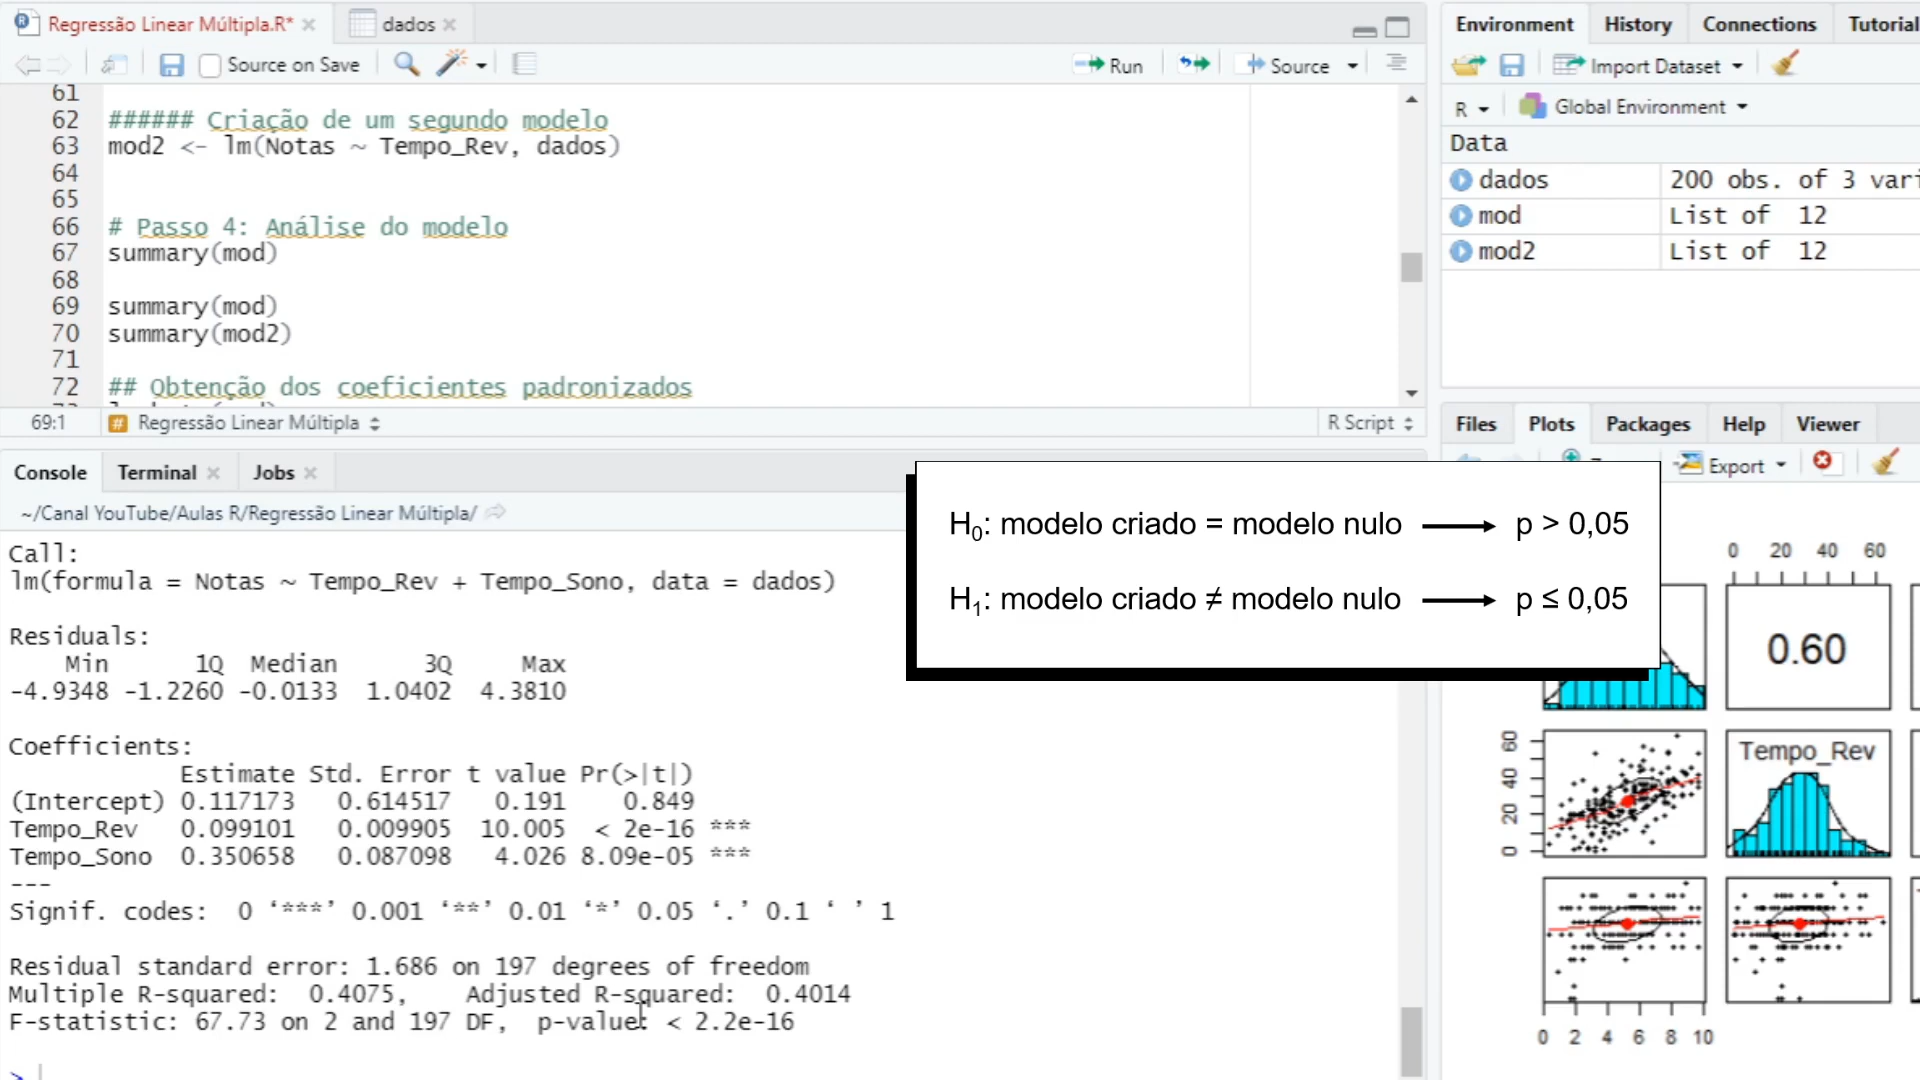 Regressão Linear Múltipla.R*
dados
Source on Save
Run
Source
61
62 ###### Criação de um segundo modelo
63 mod2 <- lm(Notas ~ Tempo_Rev, dados)
64
65
66 # Passo 4: Análise do modelo
67 summary(mod)
68
69 summary(mod)
70 summary(mod2)
71
72 ## Obtenção dos coeficientes padronizados
69:1 # Regressão Linear Múltipla R Script
Console Terminal Jobs
~/Canal YouTube/Aulas R/Regressão Linear Múltipla/
Call:
lm(formula = Notas ~ Tempo_Rev + Tempo_Sono, data = dados)
Residuals:
Min 1Q Median 3Q Max
-4.9348 -1.2260 -0.0133 1.0402 4.3810
Coefficients:
Estimate Std. Error t value Pr(>|t|)
(Intercept) 0.117173 0.614517 0.191 0.849
Tempo_Rev 0.099101 0.009905 10.005 < 2e-16 ***
Tempo_Sono 0.350658 0.087098 4.026 8.09e-05 ***
---
Signif. codes: 0 ‘***’ 0.001 ‘**’ 0.01 ‘*’ 0.05 ‘.’ 0.1 ‘ ’ 1
Residual standard error: 1.686 on 197 degrees of freedom
Multiple R-squared: 0.4075, Adjusted R-squared: 0.4014
F-statistic: 67.73 on 2 and 197 DF, p-value: < 2.2e-16
>
H0: modelo criado = modelo nulo p > 0,05
H1: modelo criado ≠ modelo nulo p ≤ 0,05
Environment History Connections Tutorial
Import Dataset
R Global Environment
Data
dados 200 obs. of 3 vari
mod List of 12
mod2 List of 12
Files Plots Packages Help Viewer
Export
0 20 40 60
0.60
60
40
20
0
Tempo_Rev
0 2 4 6 8 10